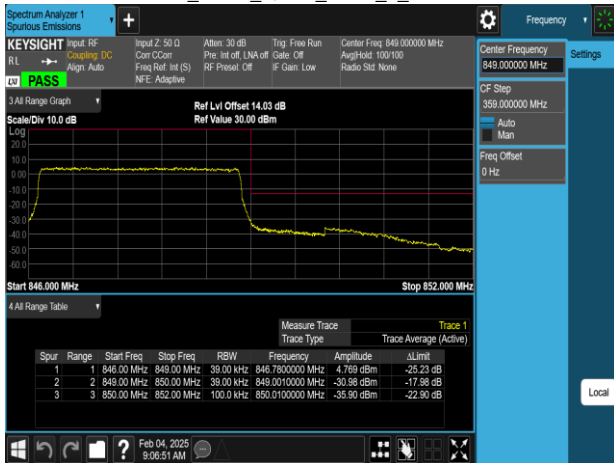 Spectrum Analyzer 1
Spurious Emissions
Frequency
KEYSIGHT Input: RF Input Z: 50 Ω Atten: 30 dB Trig: Free Run Center Freq: 849.000000 MHz
RL Coupling: DC Corr CCorr Pre: Int off, LNA off Gate: Off Avg|Hold: 100/100
Align: Auto Freq Ref: Int (S) RF Preset: Off IF Gain: Low Radio Std: None
LXI PASS NFE: Adaptive
3 All Range Graph
Ref Lvl Offset 14.03 dB
Scale/Div 10.0 dB Ref Value 30.00 dBm
Log
20.0
10.0
0.00
-10.0
-20.0
-30.0
-40.0
-50.0
-60.0
Start 846.000 MHz Stop 852.000 MHz
4 All Range Table
Measure Trace Trace 1
Trace Type Trace Average (Active)
Spur Range Start Freq Stop Freq RBW Frequency Amplitude ΔLimit
1 1 846.00 MHz 849.00 MHz 39.00 kHz 846.7800000 MHz 4.769 dBm -25.23 dB
2 2 849.00 MHz 850.00 MHz 39.00 kHz 849.0010000 MHz -30.98 dBm -17.98 dB
3 3 850.00 MHz 852.00 MHz 100.0 kHz 850.0100000 MHz -35.90 dBm -22.90 dB
Center Frequency
849.000000 MHz
Settings
CF Step
359.000000 MHz
Auto
Man
Freq Offset
0 Hz
Local
Feb 04, 2025
9:06:51 AM